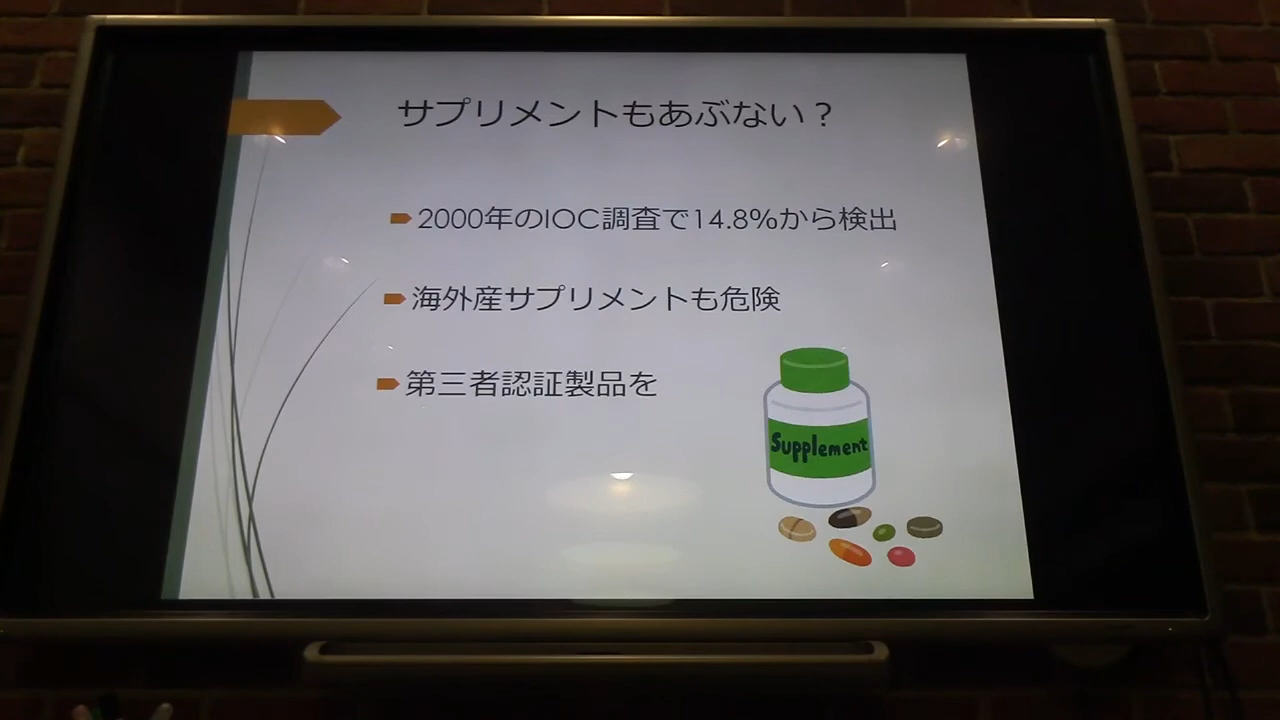 サプリメントもあぶない？
2000年のIOC調査で14.8%から検出
海外産サプリメントも危険
第三者認証製品を
Supplement